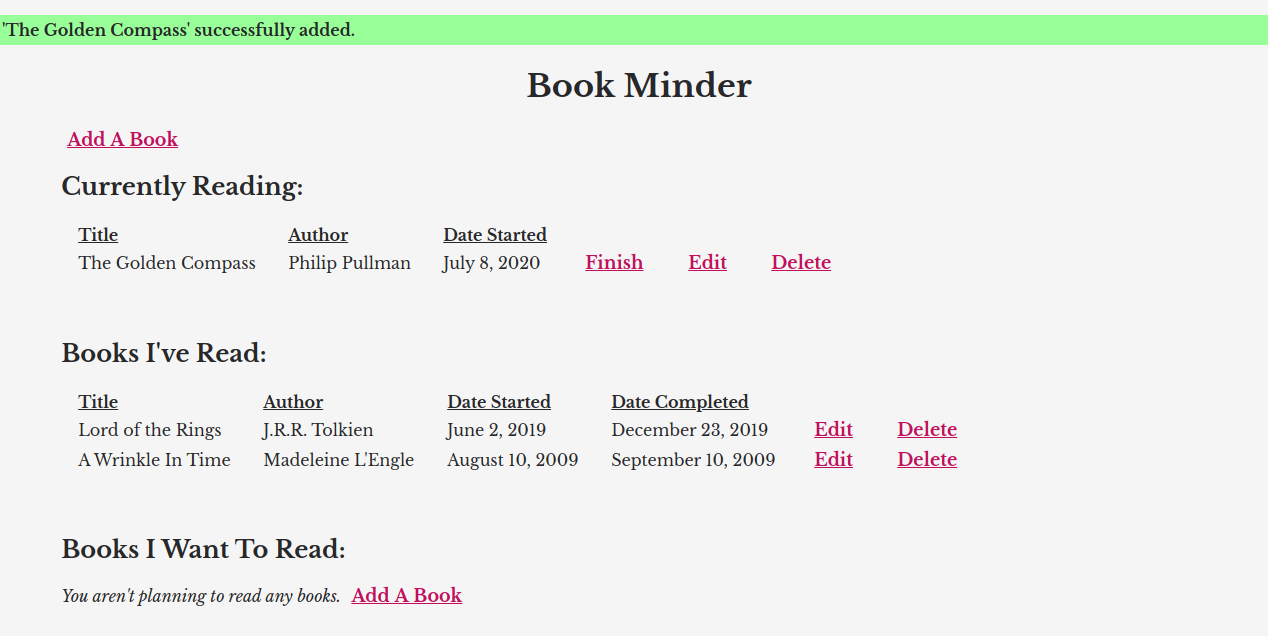 'The Golden Compass' successfully added.
Book Minder
Add A Book
Currently Reading:
Title Author Date Started
The Golden Compass Philip Pullman July 8, 2020 Finish Edit Delete
Books I've Read:
Title Author Date Started Date Completed
Lord of the Rings J.R.R. Tolkien June 2, 2019 December 23, 2019 Edit Delete
A Wrinkle In Time Madeleine L'Engle August 10, 2009 September 10, 2009 Edit Delete
Books I Want To Read:
You aren't planning to read any books. Add A Book